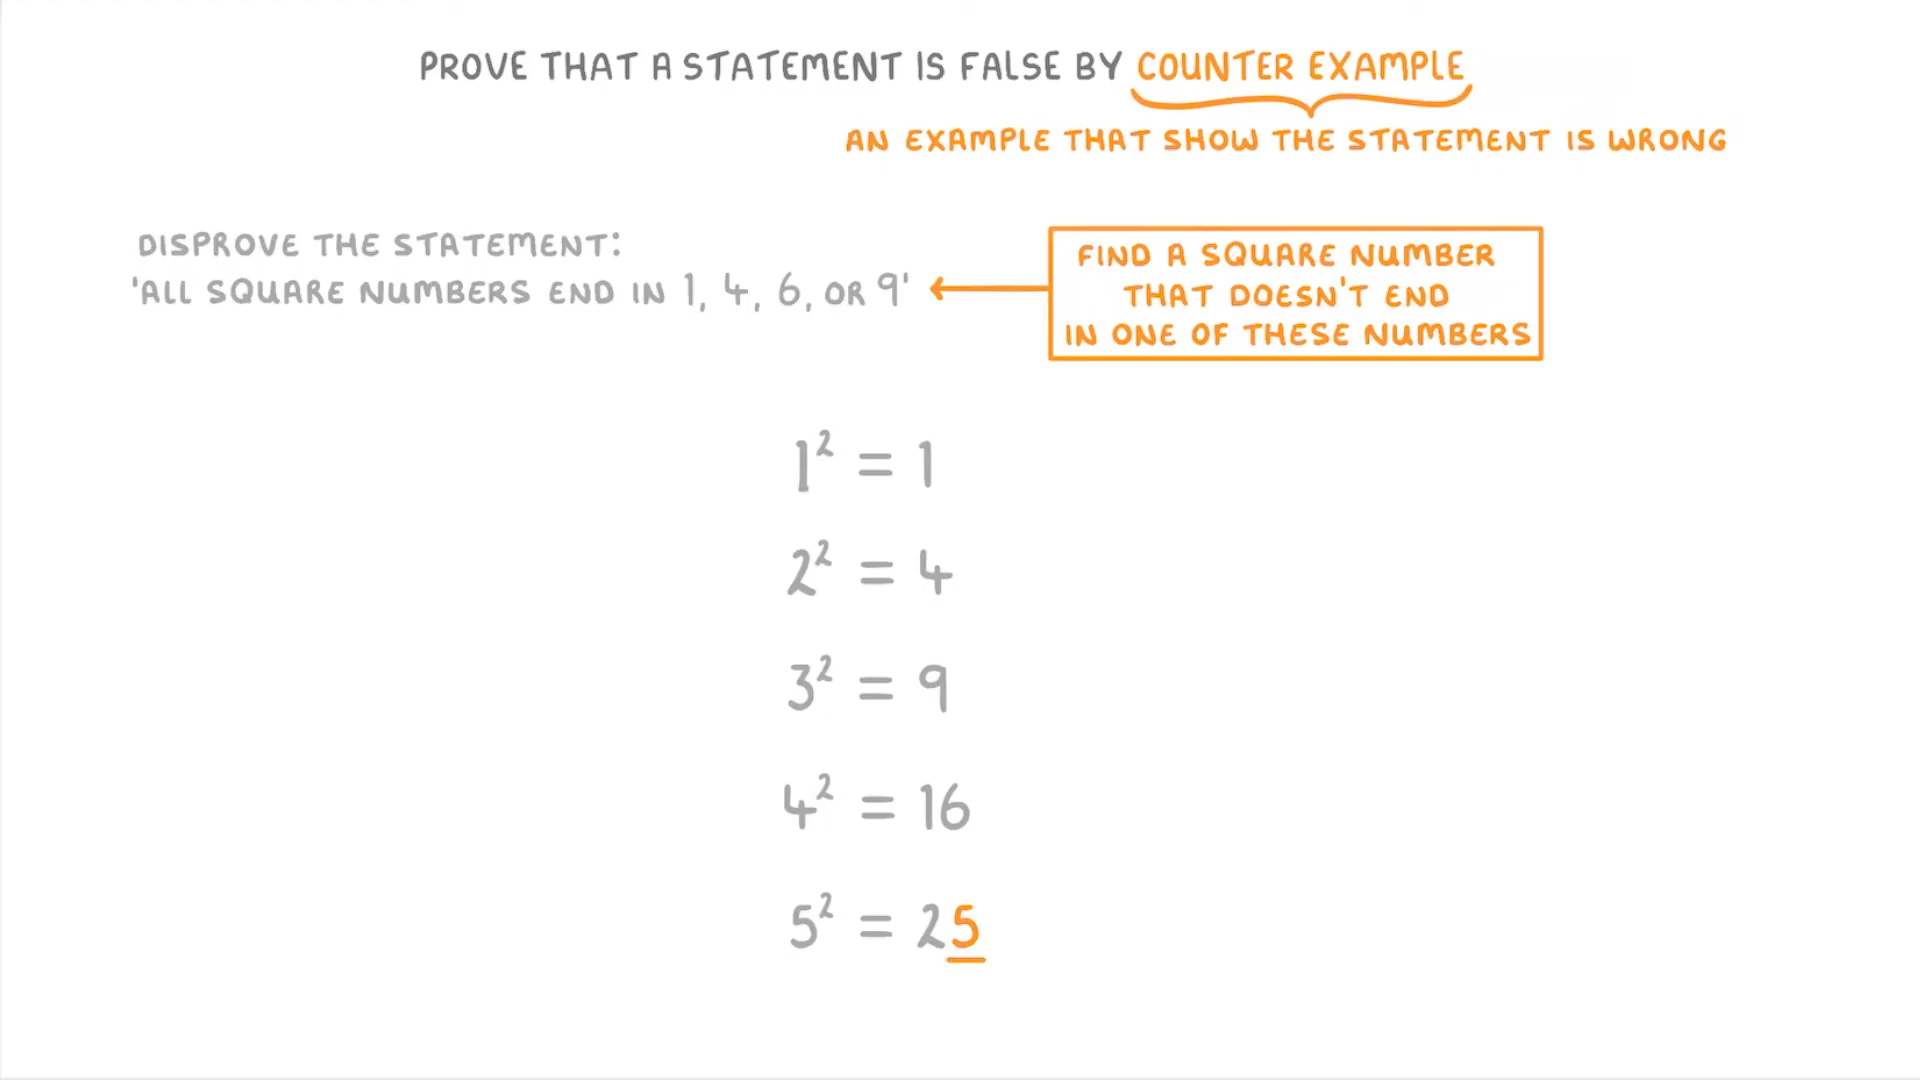 PROVE THAT A STATEMENT IS FALSE BY COUNTER EXAMPLE
AN EXAMPLE THAT SHOW THE STATEMENT IS WRONG
DISPROVE THE STATEMENT:
'ALL SQUARE NUMBERS END IN 1, 4, 6, OR 9'
FIND A SQUARE NUMBER
THAT DOESN'T END
IN ONE OF THESE NUMBERS
1² = 1
2² = 4
3² = 9
4² = 16
5² = 25